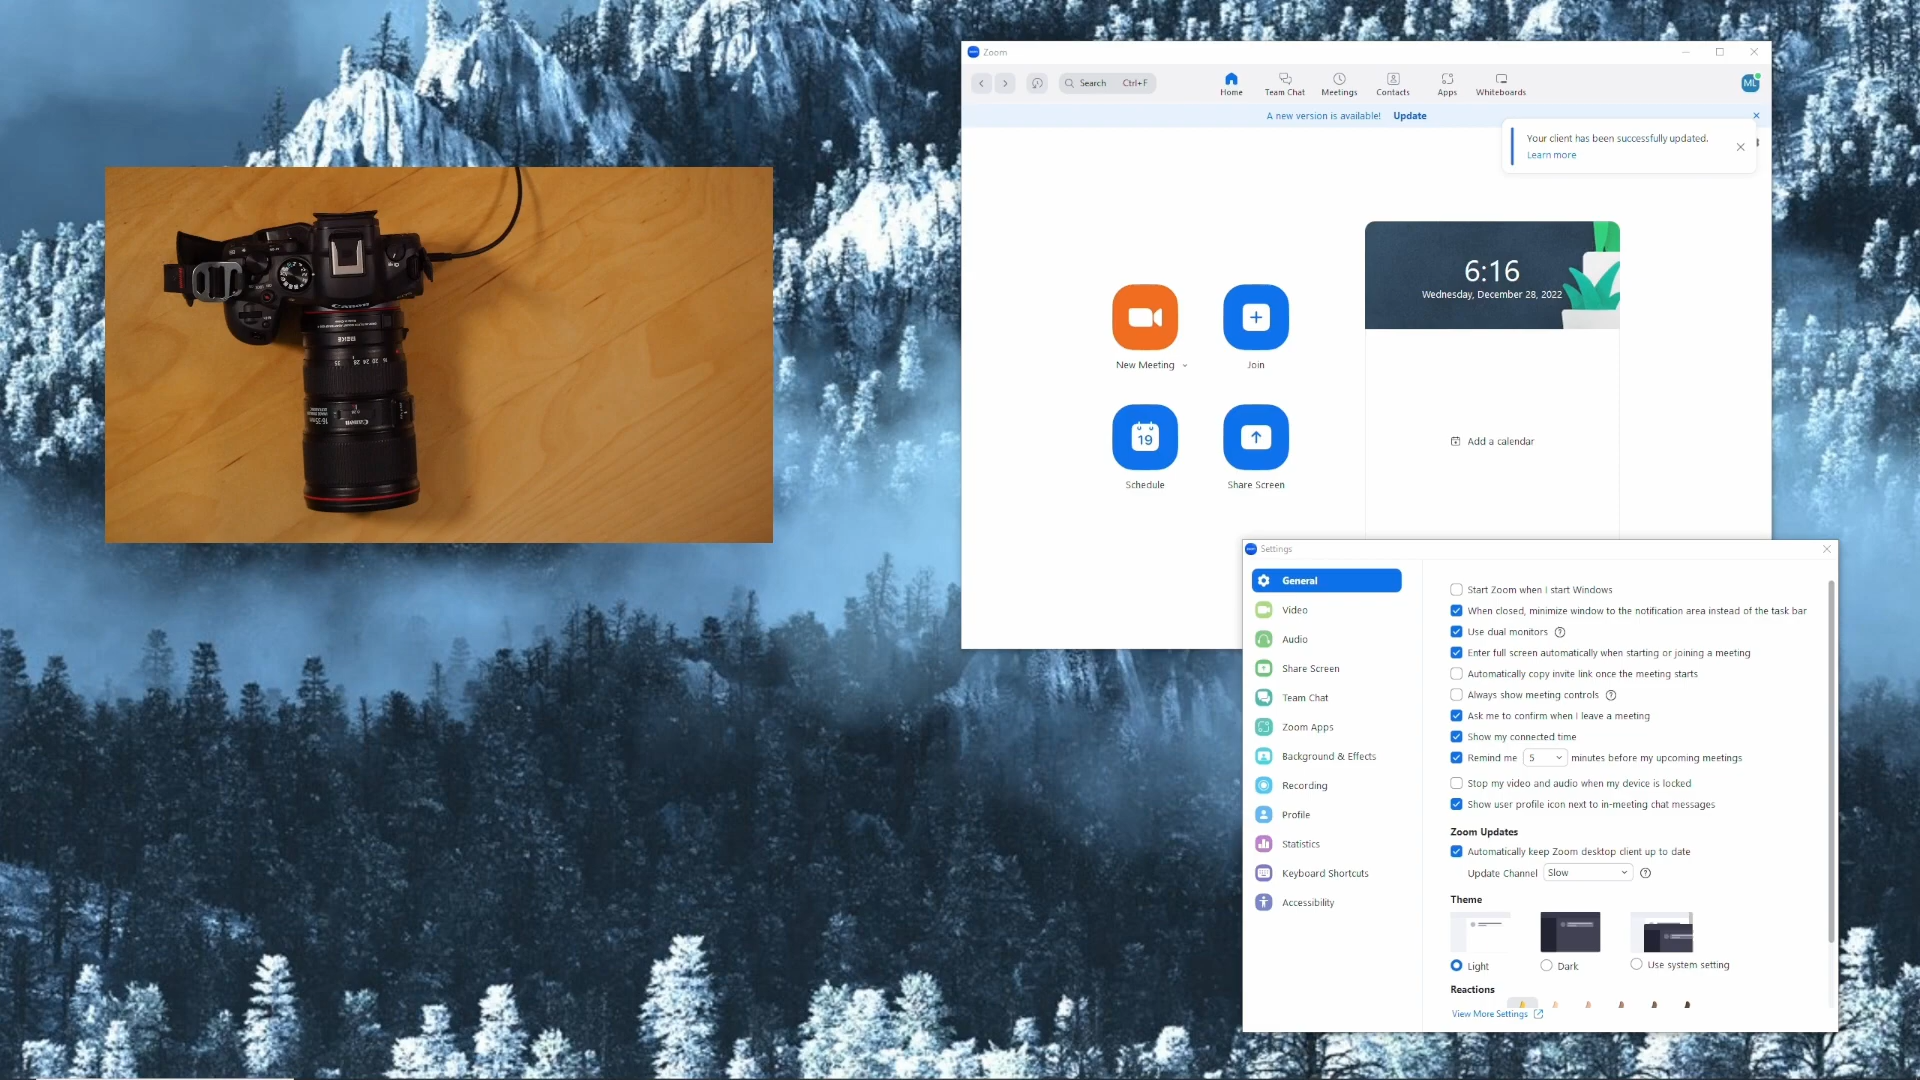 Zoom
Search Ctrl+F
Home
Team Chat
Meetings
Contacts
Apps
Whiteboards
ML
A new version is available! Update
Your client has been successfully updated.
Learn more
6:16
Wednesday, December 28, 2022
New Meeting
Join
Add a calendar
19
Schedule
Share Screen
Canon
Canon
Settings
General
Video
Audio
Share Screen
Team Chat
Zoom Apps
Background & Effects
Recording
Profile
Statistics
Keyboard Shortcuts
Accessibility
Start Zoom when I start Windows
When closed, minimize window to the notification area instead of the task bar
Use dual monitors
Enter full screen automatically when starting or joining a meeting
Automatically copy invite link once the meeting starts
Always show meeting controls
Ask me to confirm when I leave a meeting
Show my connected time
Remind me 5 minutes before my upcoming meetings
Stop my video and audio when my device is locked
Show user profile icon next to in-meeting chat messages
Zoom Updates
Automatically keep Zoom desktop client up to date
Update Channel Slow
Theme
Light
Dark
Use system setting
Reactions
View More Settings